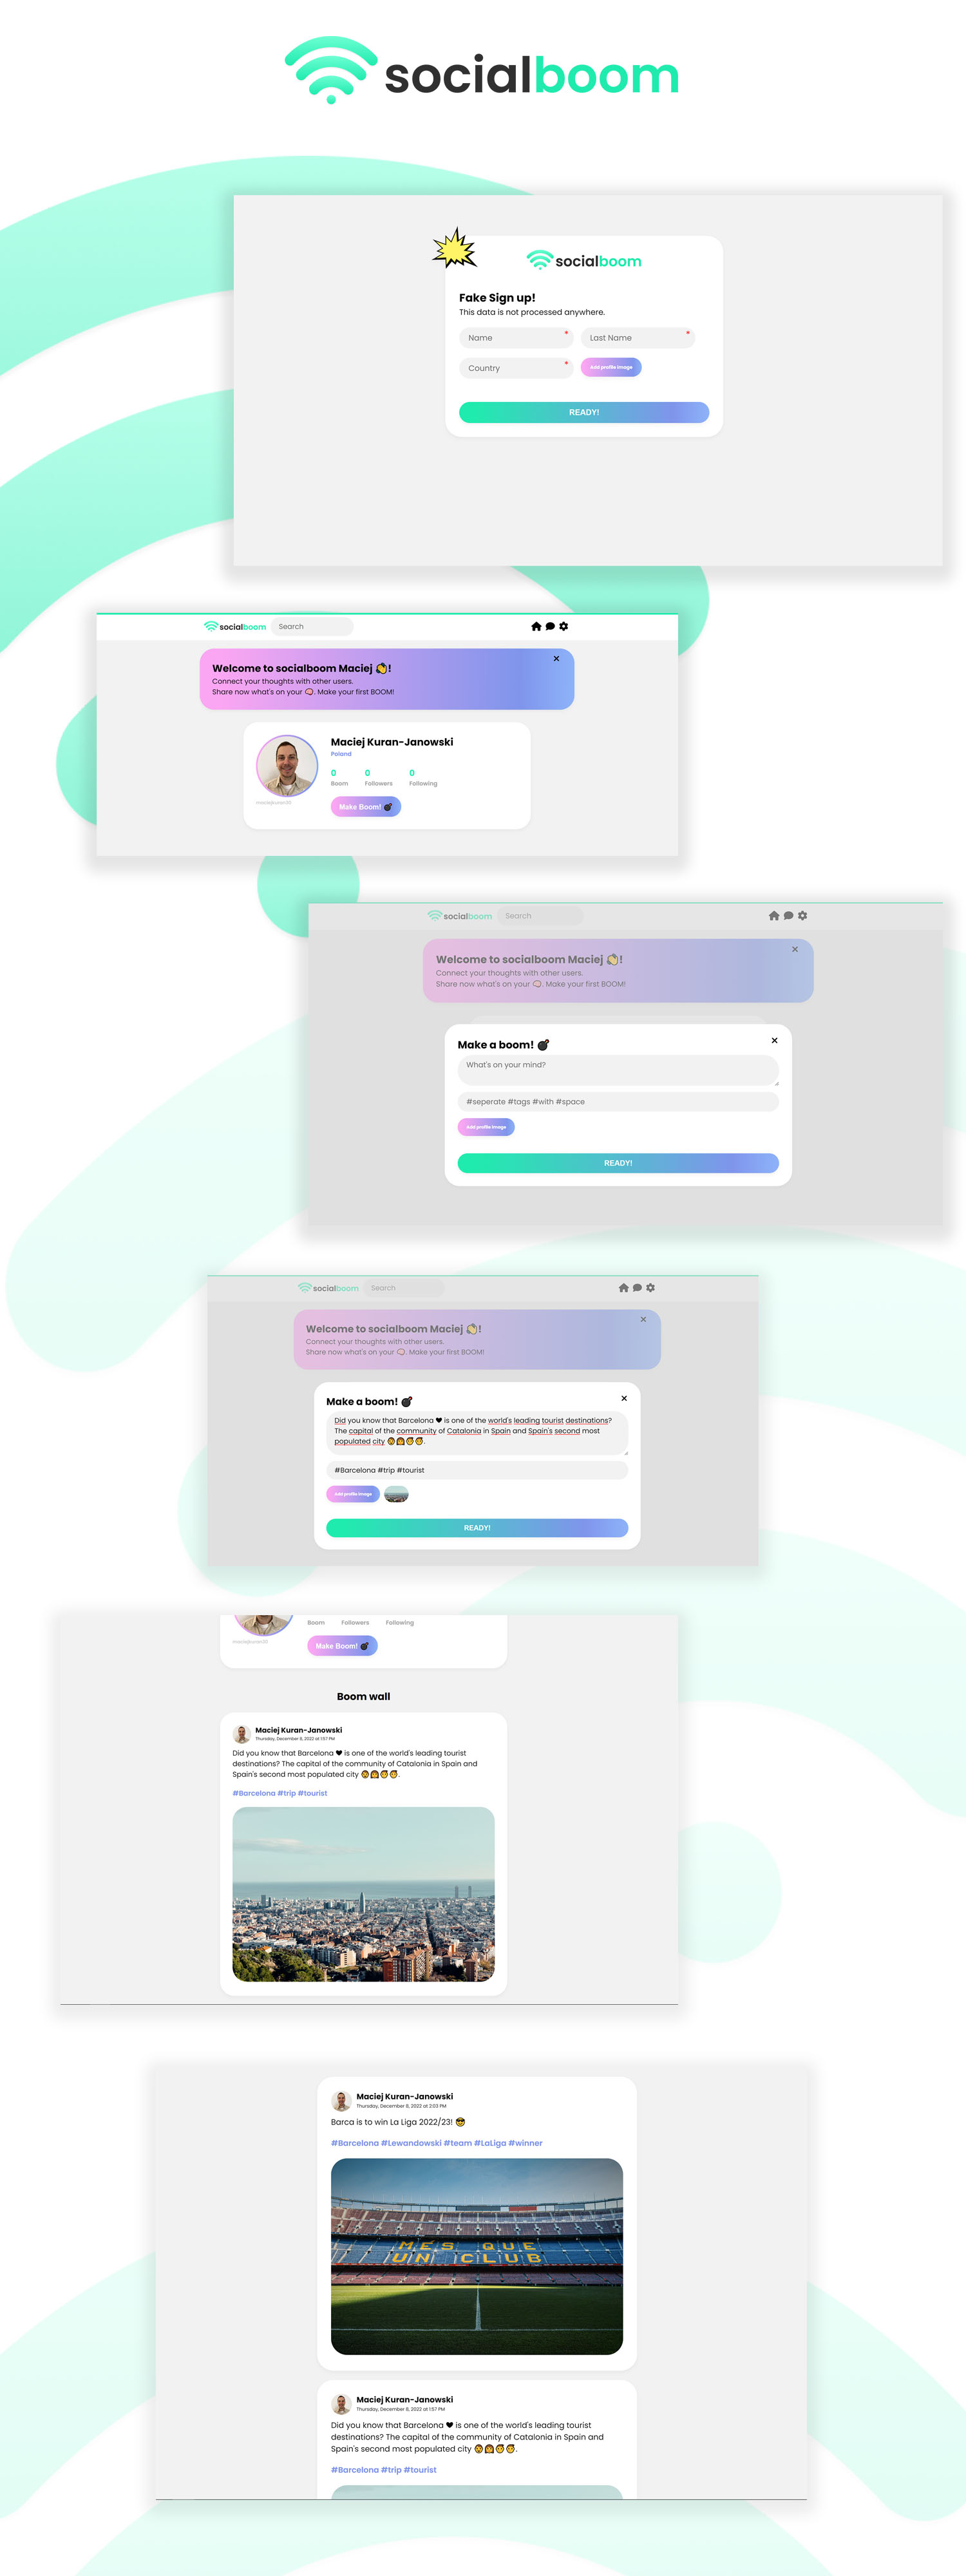 socialboom
socialboom
Fake Sign up!
This data is not processed anywhere.
Name * Last Name *
Country * Add profile image
READY!
socialboom Search
Welcome to socialboom Maciej 👏!
Connect your thoughts with other users.
Share now what's on your 🧠. Make your first BOOM!
Maciej Kuran-Janowski
Poland
0 0 0
Boom Followers Following
Make Boom! 💣
socialboom Search
Welcome to socialboom Maciej 👏!
Connect your thoughts with other users.
Share now what's on your 🧠. Make your first BOOM!
Make a boom! 💣
What's on your mind?
#seperate #tags #with #space
Add profile image
READY!
socialboom Search
Welcome to socialboom Maciej 👏!
Connect your thoughts with other users.
Share now what's on your 🧠. Make your first BOOM!
Make a boom! 💣
Did you know that Barcelona ♥ is one of the world's leading tourist destinations?
The capital of the community of Catalonia in Spain and Spain's second most
populated city 👨👩👨👨.
#Barcelona #trip #tourist
Add profile image
READY!
Boom Followers Following
Make Boom! 💣
Boom wall
Maciej Kuran-Janowski
Thursday, December 8, 2022 at 1:57 PM
Did you know that Barcelona ♥ is one of the world's leading tourist
destinations? The capital of the community of Catalonia in Spain and
Spain's second most populated city 👨👩👨👨.
#Barcelona #trip #tourist
Maciej Kuran-Janowski
Thursday, December 8, 2022 at 2:03 PM
Barca is to win La Liga 2022/23! 😎
#Barcelona #Lewandowski #team #LaLiga #winner
MES QUE
UN CLUB
Maciej Kuran-Janowski
Thursday, December 8, 2022 at 1:57 PM
Did you know that Barcelona ♥ is one of the world's leading tourist
destinations? The capital of the community of Catalonia in Spain and
Spain's second most populated city 👨👩👨👨.
#Barcelona #trip #tourist